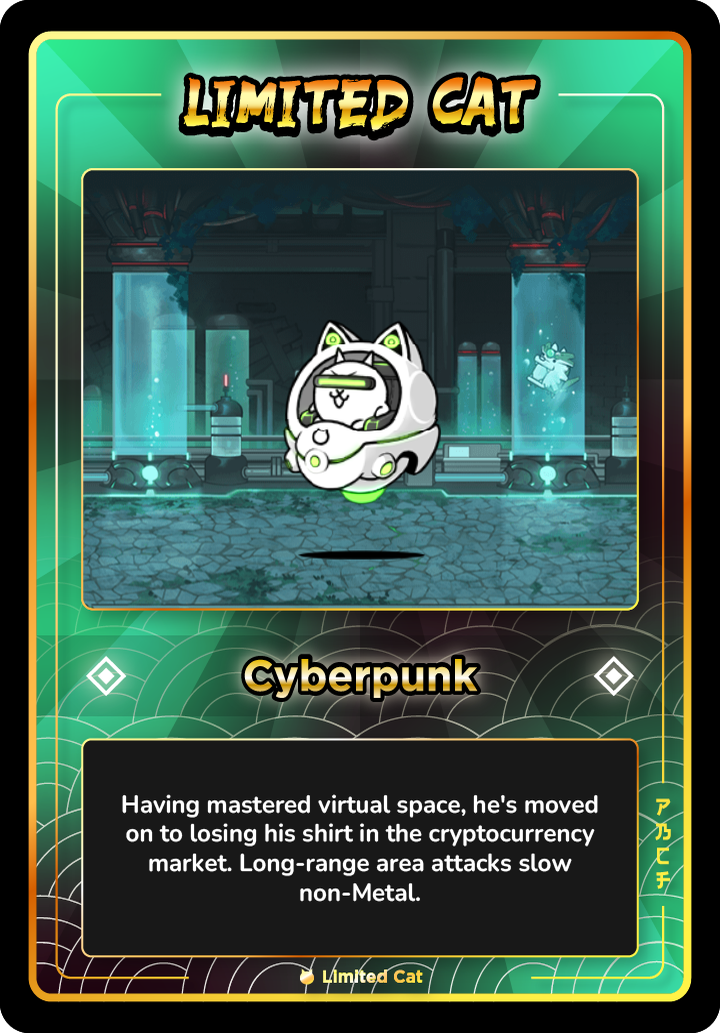 LIMITED CAT
Cyberpunk
Having mastered virtual space, he's moved
on to losing his shirt in the cryptocurrency
market. Long-range area attacks slow
non-Metal.
Limited Cat